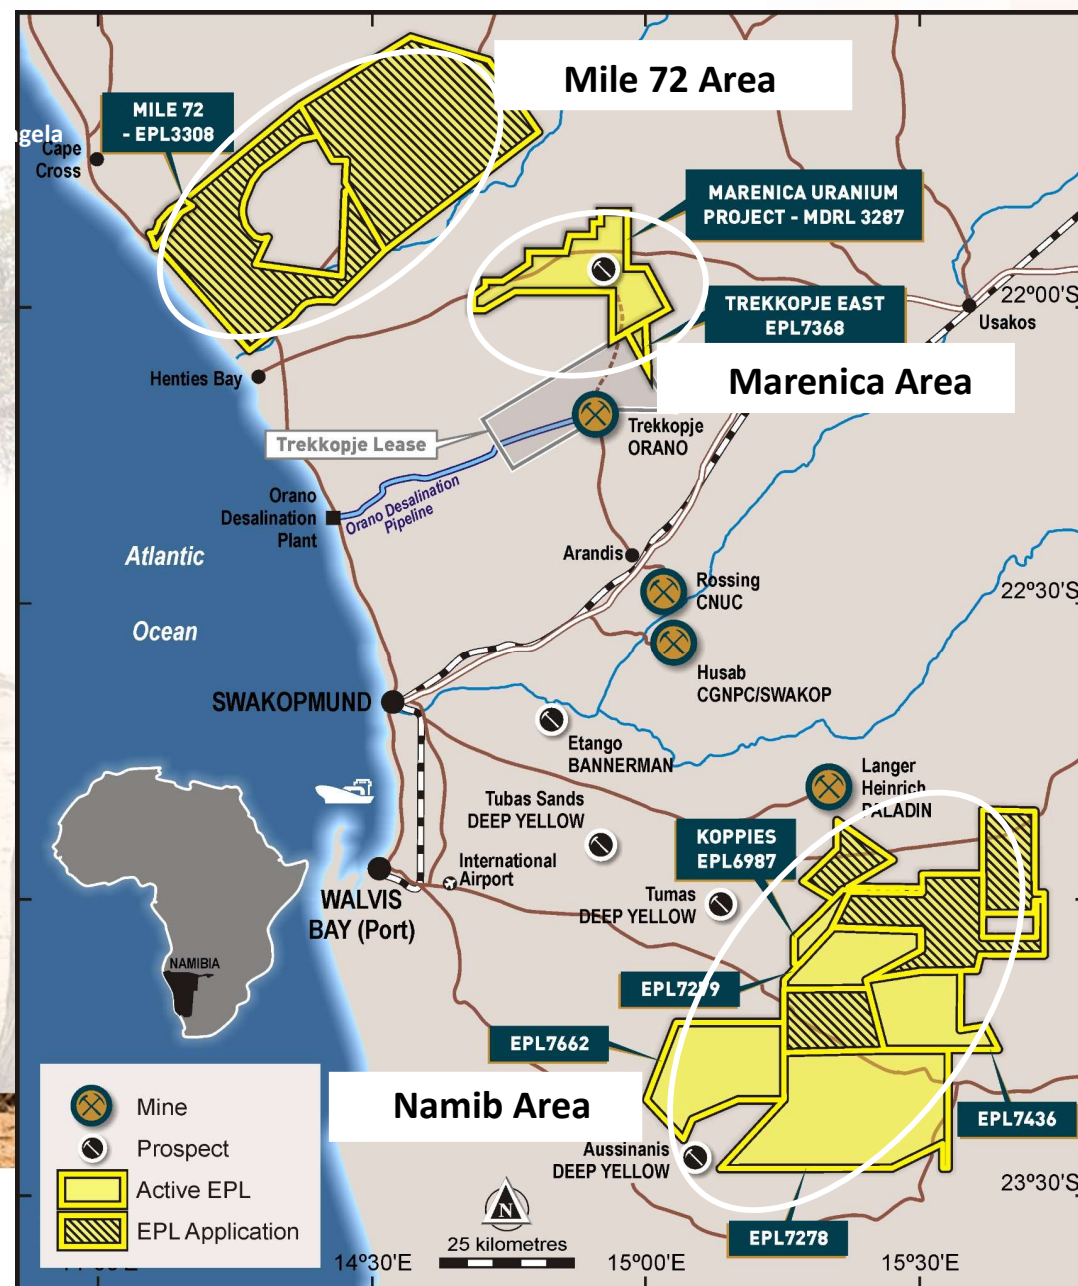 Mile 72 Area
MILE 72
- EPL3308
Cape
Cross
MARENICA URANIUM
PROJECT - MDRL 3287
22°00'S
TREKKOPJE EAST
EPL7368
Usakos
Henties Bay
Marenica Area
Trekkopje
ORANO
Trekkopje Lease
Orano
Desalination
Plant
Orano Desalination
Pipeline
Atlantic
Ocean
Arandis
Rossing
CNUC
22°30'S
Husab
CGNPC/SWAKOP
SWAKOPMUND
Etango
BANNERMAN
Langer
Heinrich
PALADIN
Tubas Sands
DEEP YELLOW
KOPPIES
EPL6987
International
Airport
WALVIS
BAY (Port)
Tumas
DEEP YELLOW
NAMIBIA
EPL7662
Namib Area
EPL7436
Aussinanis
DEEP YELLOW
23°30'S
EPL7278
Mine
Prospect
Active EPL
EPL Application
N
25 kilometres
14°30'E
15°00'E
15°30'E